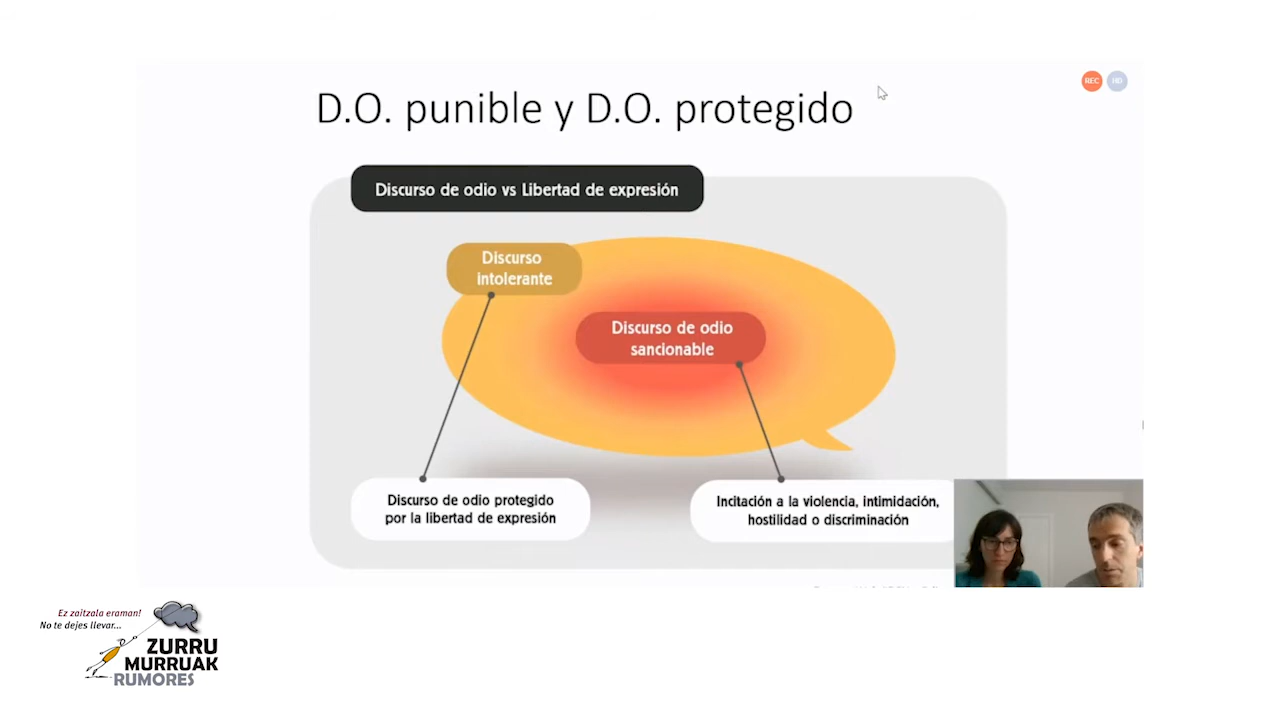 REC
HD
D.O. punible y D.O. protegido
Discurso de odio vs Libertad de expresión
Discurso
intolerante
Discurso de odio
sancionable
Discurso de odio protegido
por la libertad de expresión
Incitación a la violencia, intimidación,
hostilidad o discriminación
Ez zaitzala eraman!
No te dejes llevar...
ZURRU
MURRUAK
RUMORES